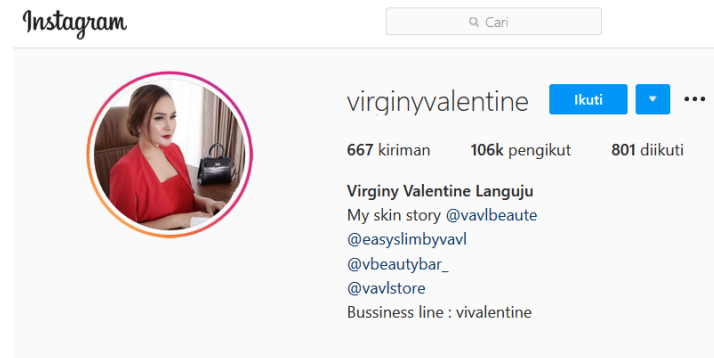 Instagram
Cari
virginyvalentine Ikuti
667 kiriman 106k pengikut 801 diikuti
Virginy Valentine Languju
My skin story @vavlbeaute
@easyslimbyvavl
@vbeautybar_
@vavlstore
Bussiness line : vivalentine